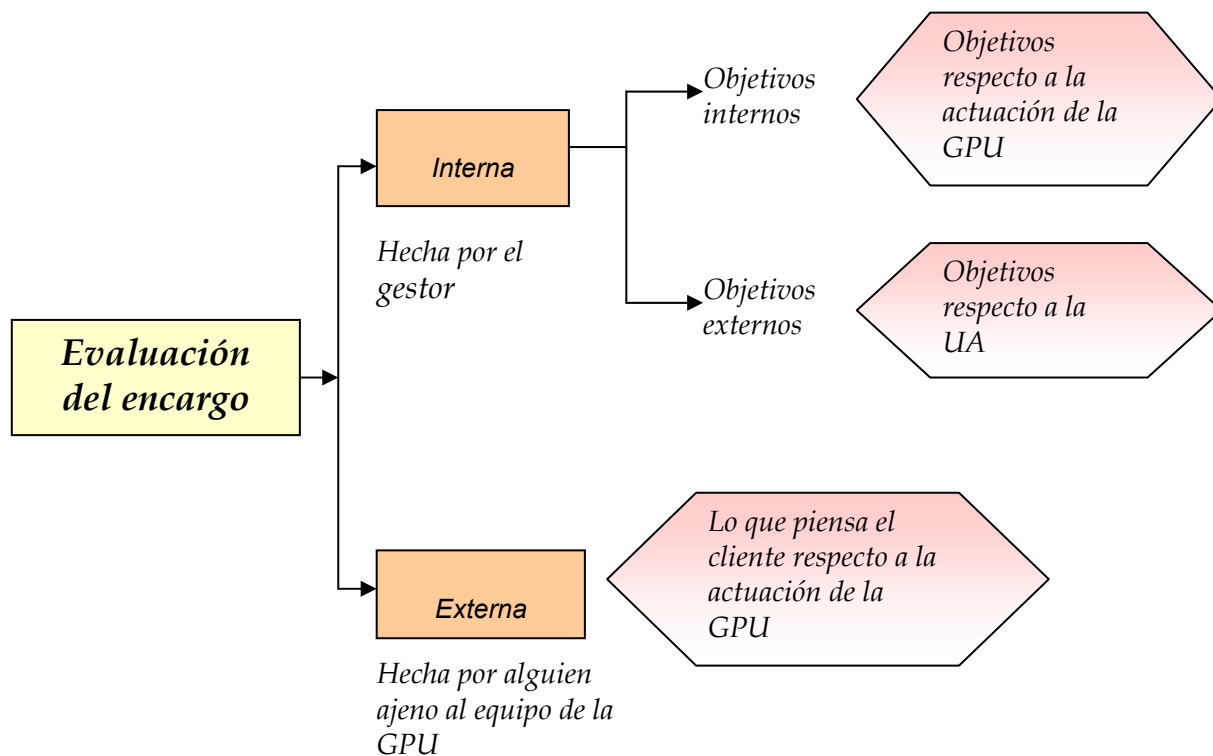 Evaluación
del encargo
Interna
Hecha por el
gestor
Objetivos
internos
Objetivos
respecto a la
actuación de la
GPU
Objetivos
externos
Objetivos
respecto a la
UA
Externa
Hecha por alguien
ajeno al equipo de la
GPU
Lo que piensa el
cliente respecto a la
actuación de la
GPU